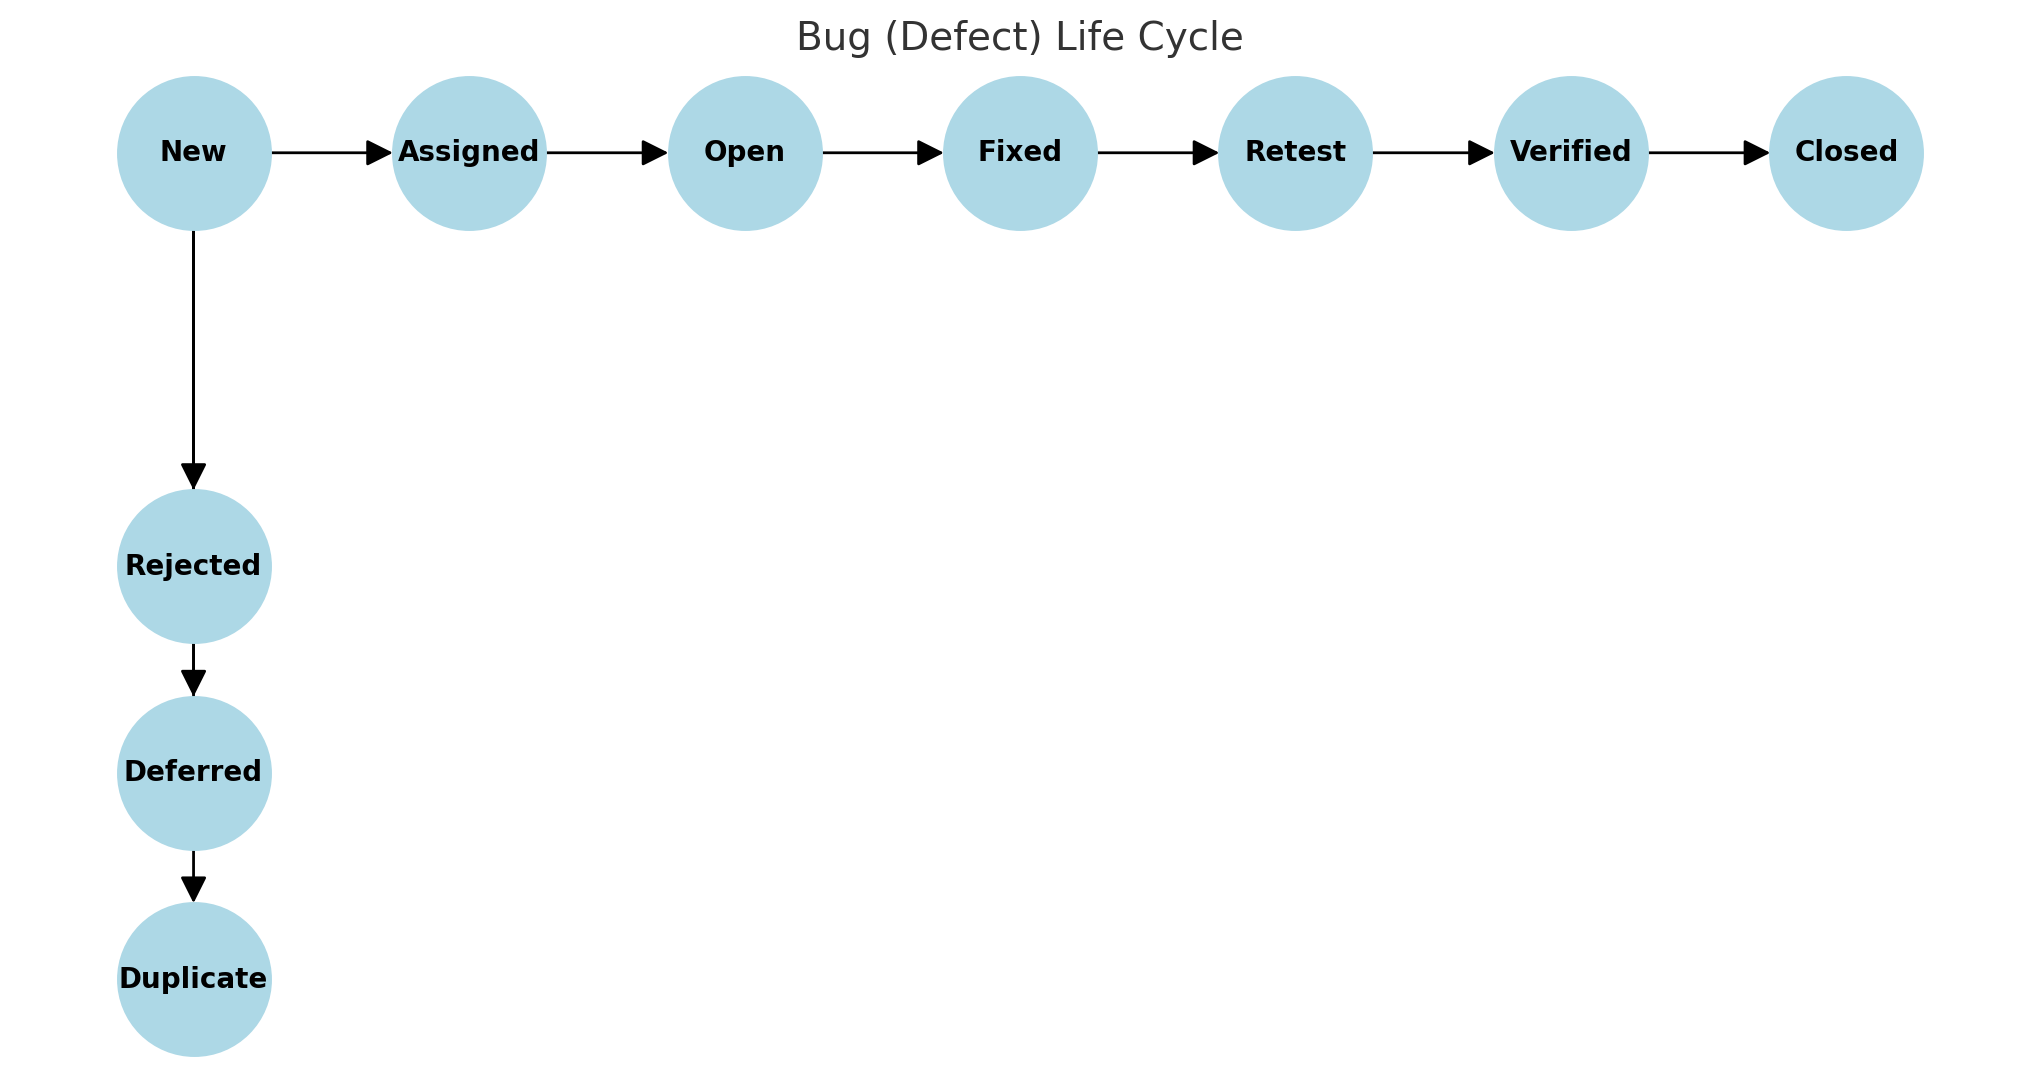 Bug (Defect) Life Cycle
New
Assigned
Open
Fixed
Retest
Verified
Closed
Rejected
Deferred
Duplicate